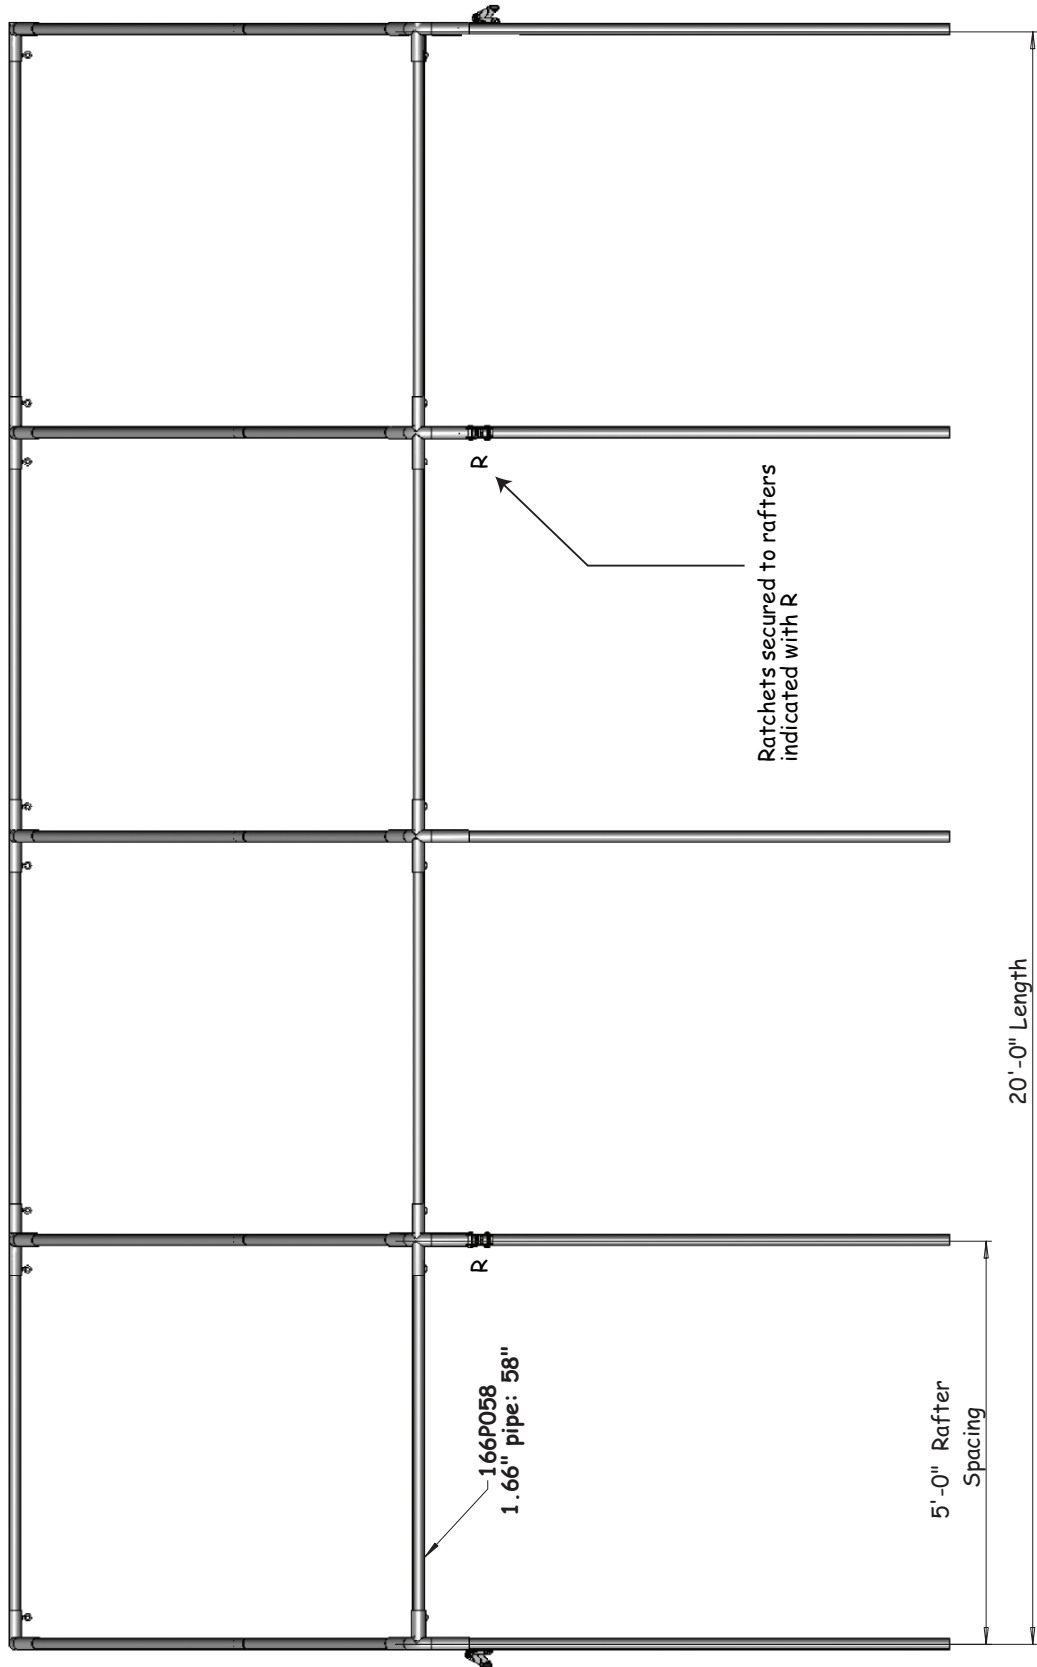 166P058
1.66" pipe: 58"
R
R
Ratchets secured to rafters
indicated with R
5'-0" Rafter
Spacing
20'-0" Length